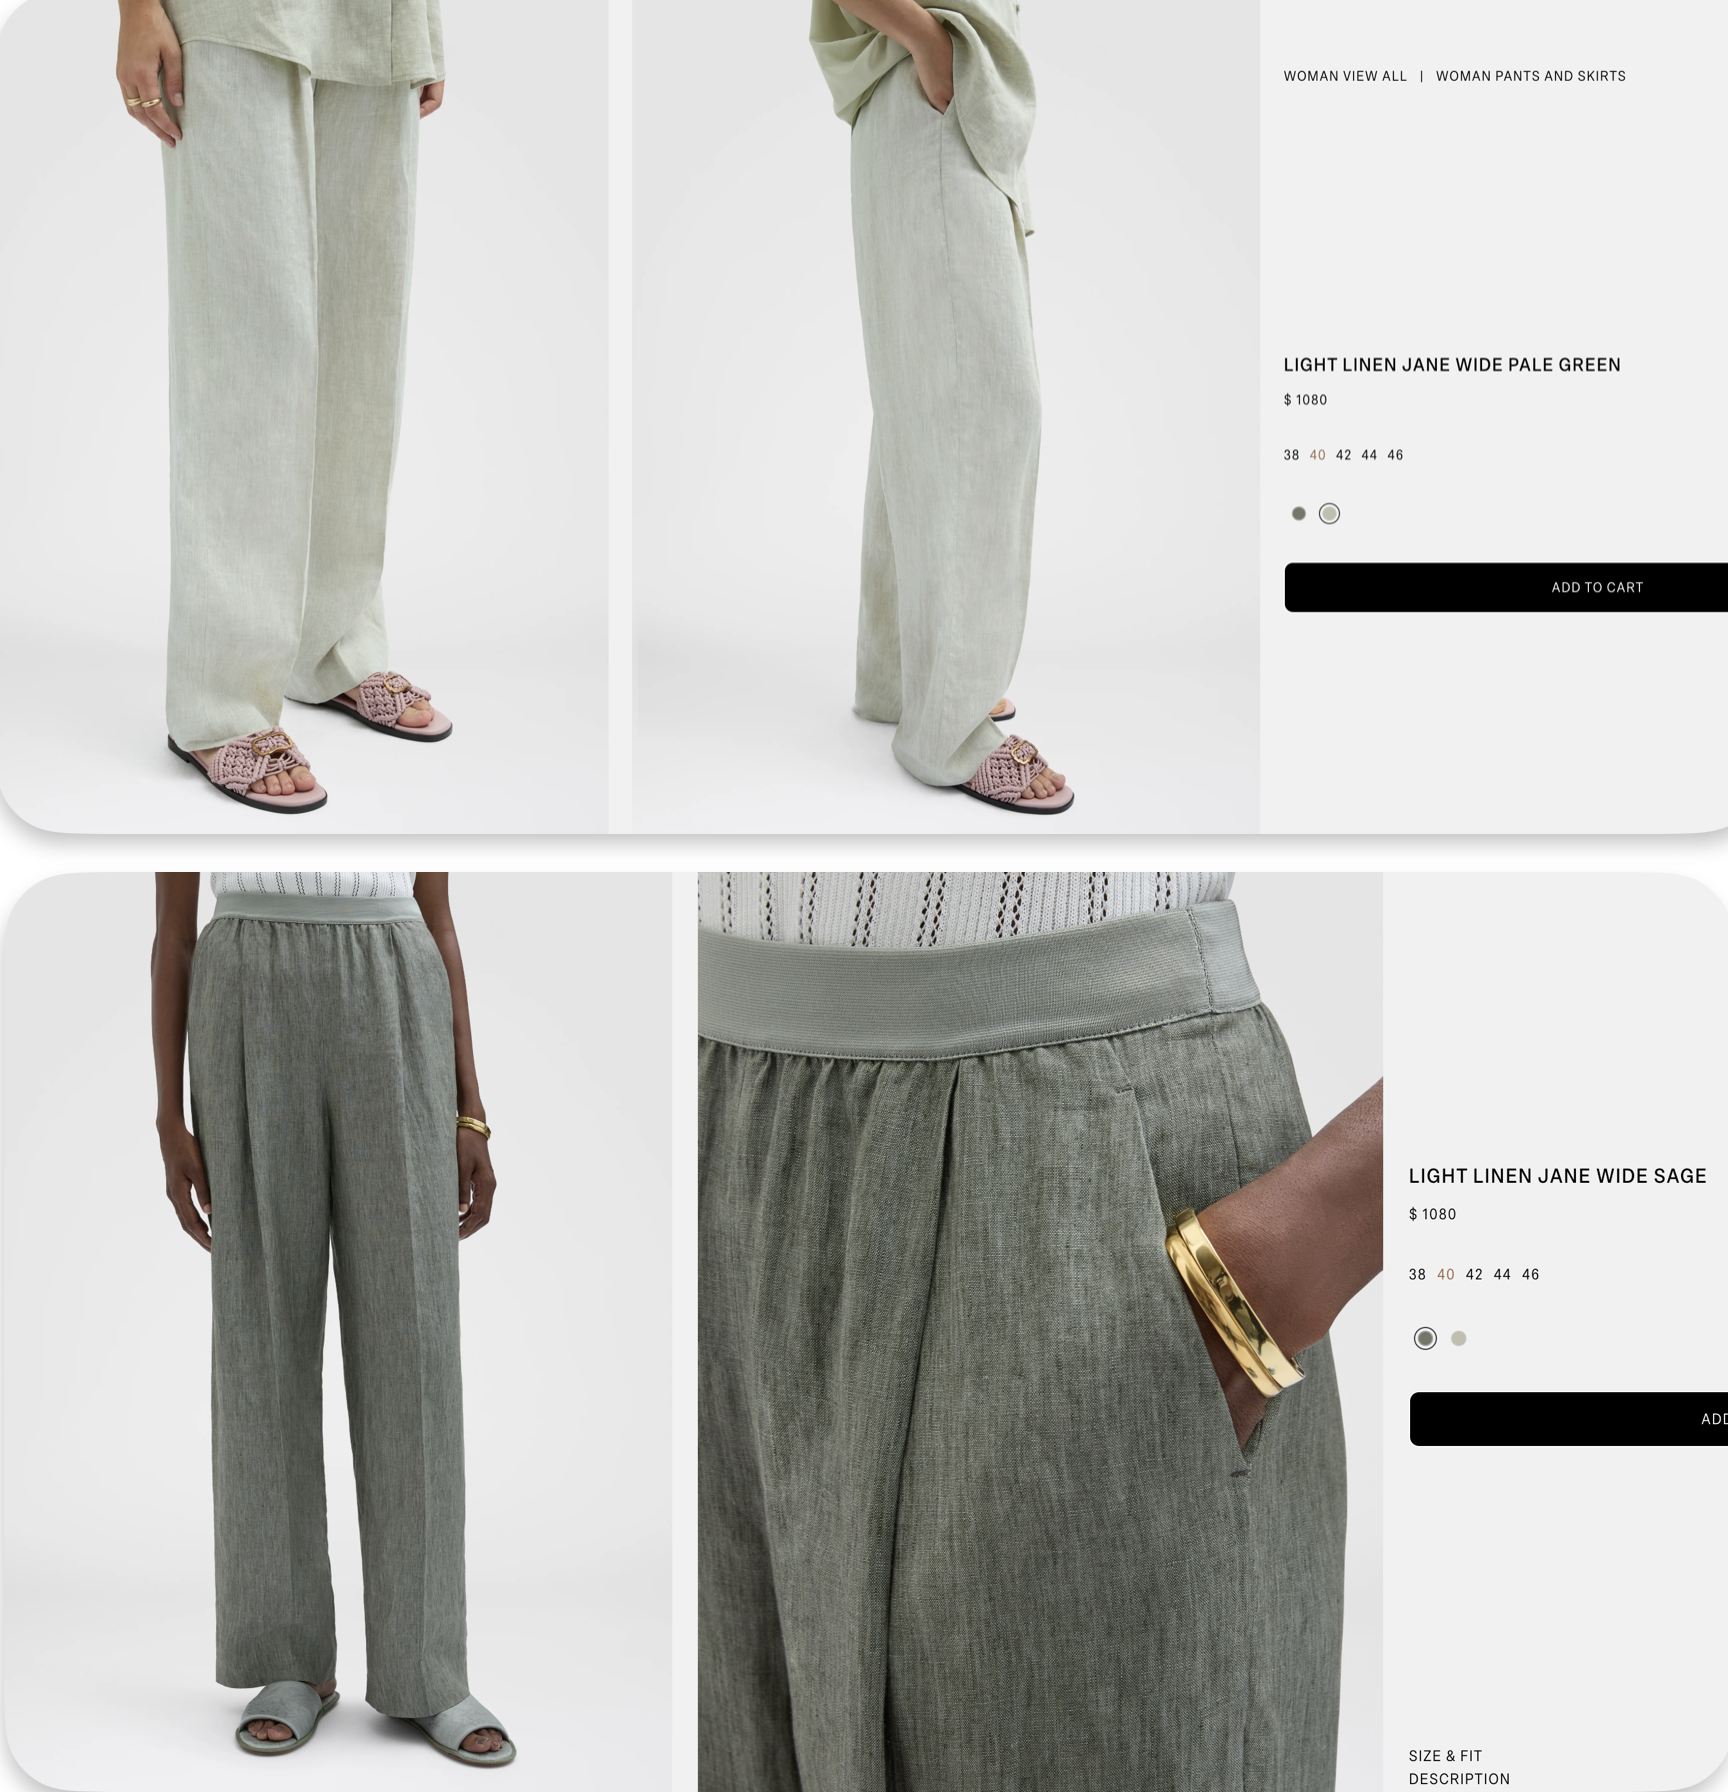 WOMAN VIEW ALL | WOMAN PANTS AND SKIRTS
LIGHT LINEN JANE WIDE PALE GREEN
$ 1080
38 40 42 44 46
ADD TO CART
LIGHT LINEN JANE WIDE SAGE
$ 1080
38 40 42 44 46
SIZE & FIT
DESCRIPTION